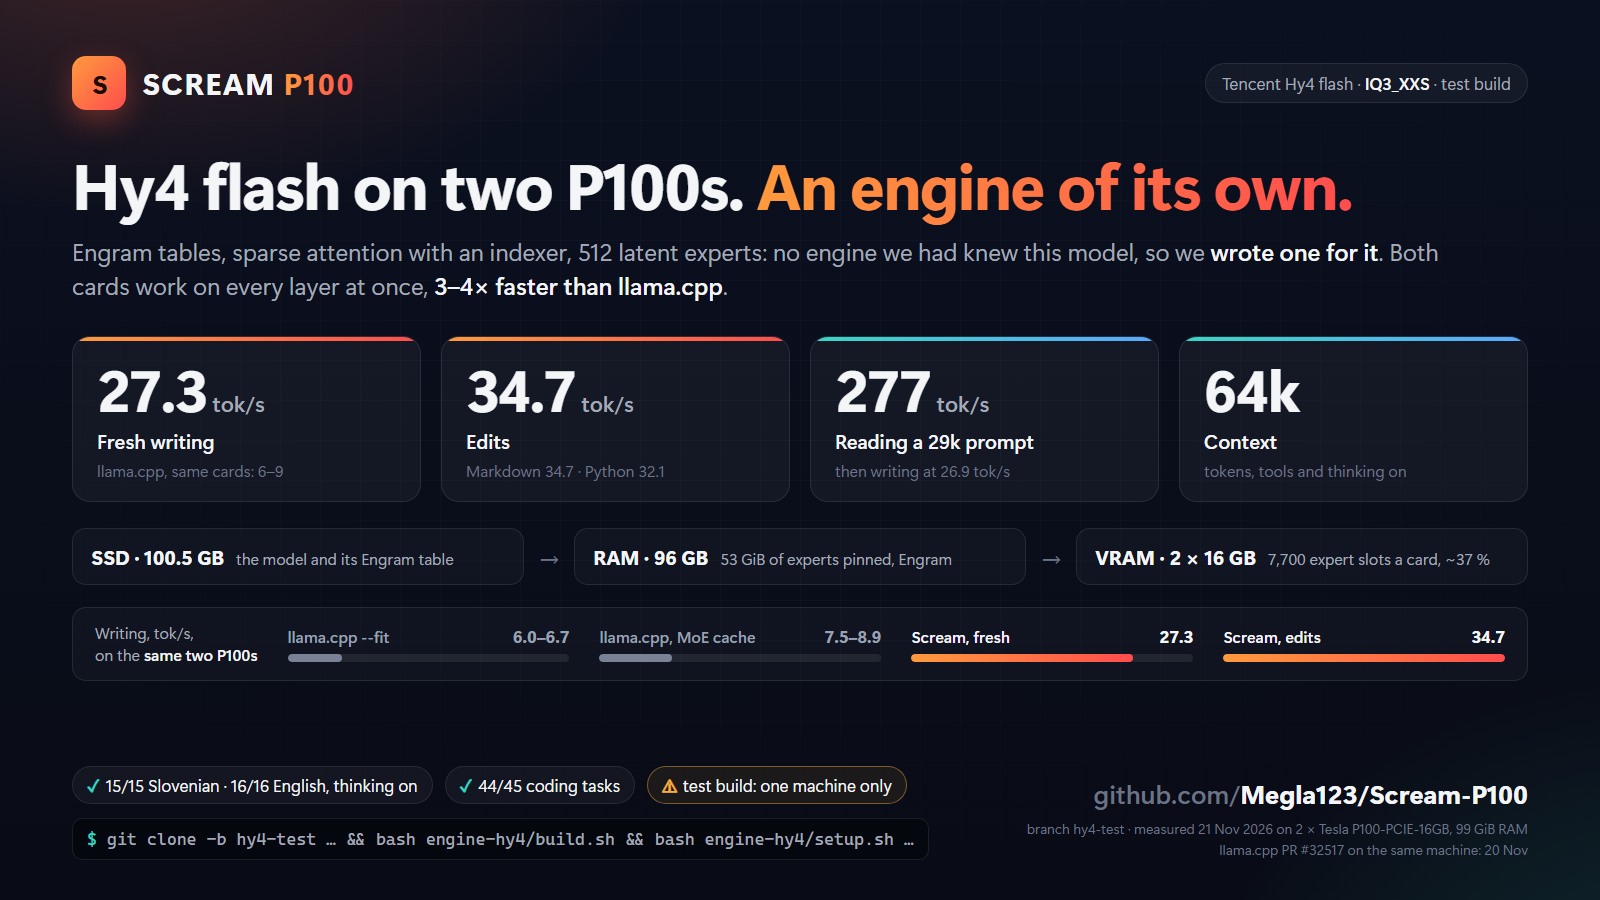 S SCREAM P100
Tencent Hy4 flash · IQ3_XXS · test build
Hy4 flash on two P100s. An engine of its own.
Engram tables, sparse attention with an indexer, 512 latent experts: no engine we had knew this model, so we wrote one for it. Both
cards work on every layer at once, 3–4× faster than llama.cpp.
27.3 tok/s
Fresh writing
llama.cpp, same cards: 6–9
34.7 tok/s
Edits
Markdown 34.7 · Python 32.1
277 tok/s
Reading a 29k prompt
then writing at 26.9 tok/s
64k
Context
tokens, tools and thinking on
SSD · 100.5 GB the model and its Engram table
→
RAM · 96 GB 53 GiB of experts pinned, Engram
→
VRAM · 2 × 16 GB 7,700 expert slots a card, ~37 %
Writing, tok/s,
on the same two P100s
llama.cpp --fit 6.0–6.7
llama.cpp, MoE cache 7.5–8.9
Scream, fresh 27.3
Scream, edits 34.7
✓ 15/15 Slovenian · 16/16 English, thinking on
✓ 44/45 coding tasks
⚠ test build: one machine only
$ git clone -b hy4-test … && bash engine-hy4/build.sh && bash engine-hy4/setup.sh …
github.com/Megla123/Scream-P100
branch hy4-test · measured 21 Nov 2026 on 2 × Tesla P100-PCIE-16GB, 99 GiB RAM
llama.cpp PR #32517 on the same machine: 20 Nov